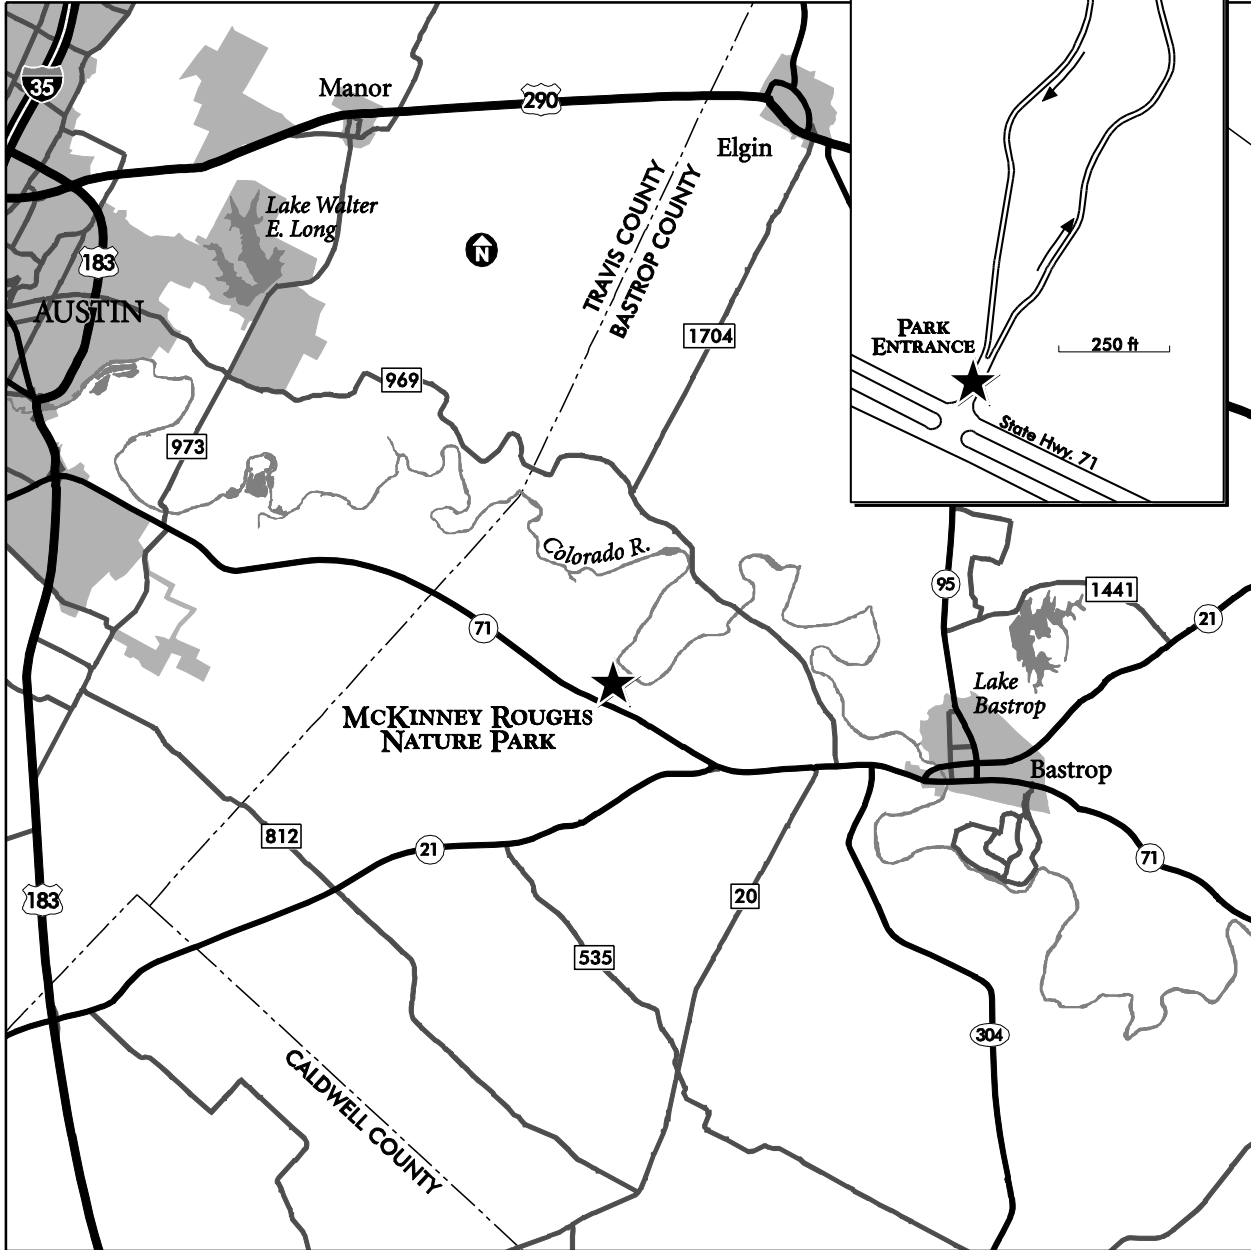 35
Manor
290
Elgin
Lake Walter
E. Long
N
TRAVIS COUNTY
BASTROP COUNTY
183
AUSTIN
1704
PARK
ENTRANCE
250 ft
State Hwy. 71
969
973
Colorado R.
95
1441
21
71
Lake
Bastrop
MCKINNEY ROUGHS
NATURE PARK
Bastrop
812
21
71
183
20
535
304
CALDWELL COUNTY